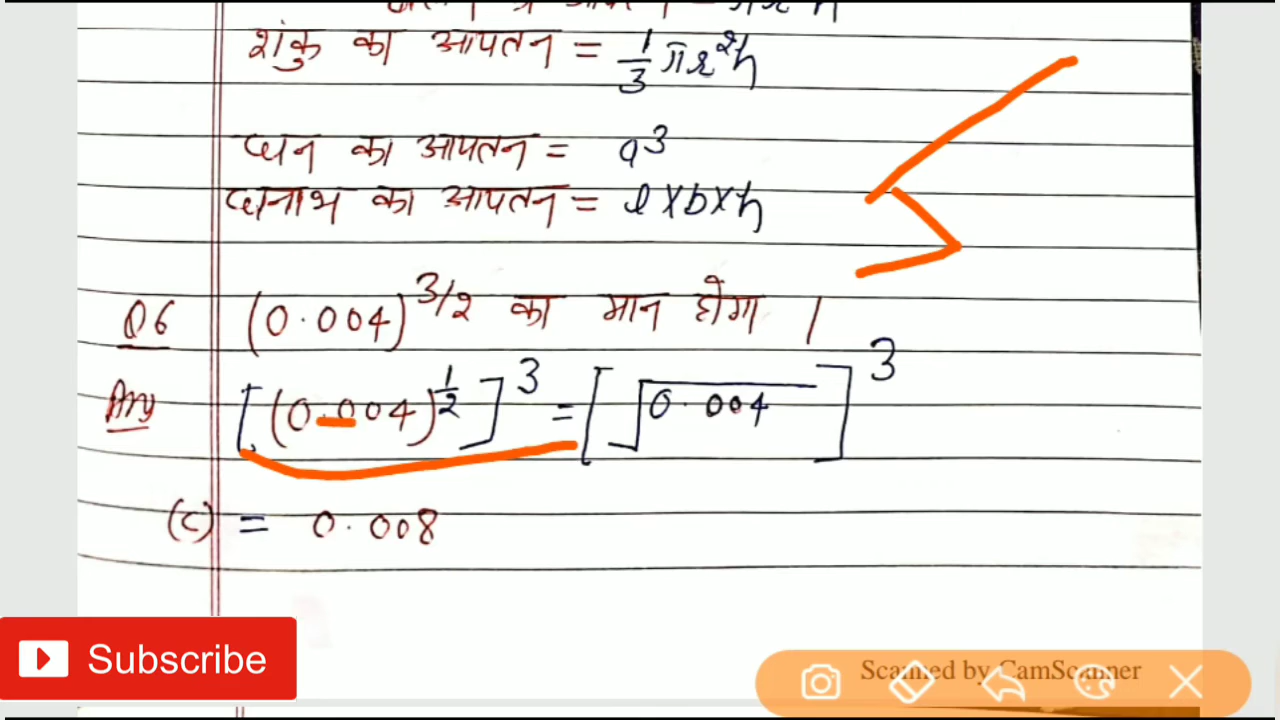 शंकु का आयतन = 1/3 πr²h
घन का आयतन = a³
घनाभ का आयतन = l×b×h
Q6 (0.004)^3/2 का मान होगा |
Ans [(0.004)^1/2]^3 = [√0.004]^3
(c) = 0.008
Subscribe
Scanned by CamScanner